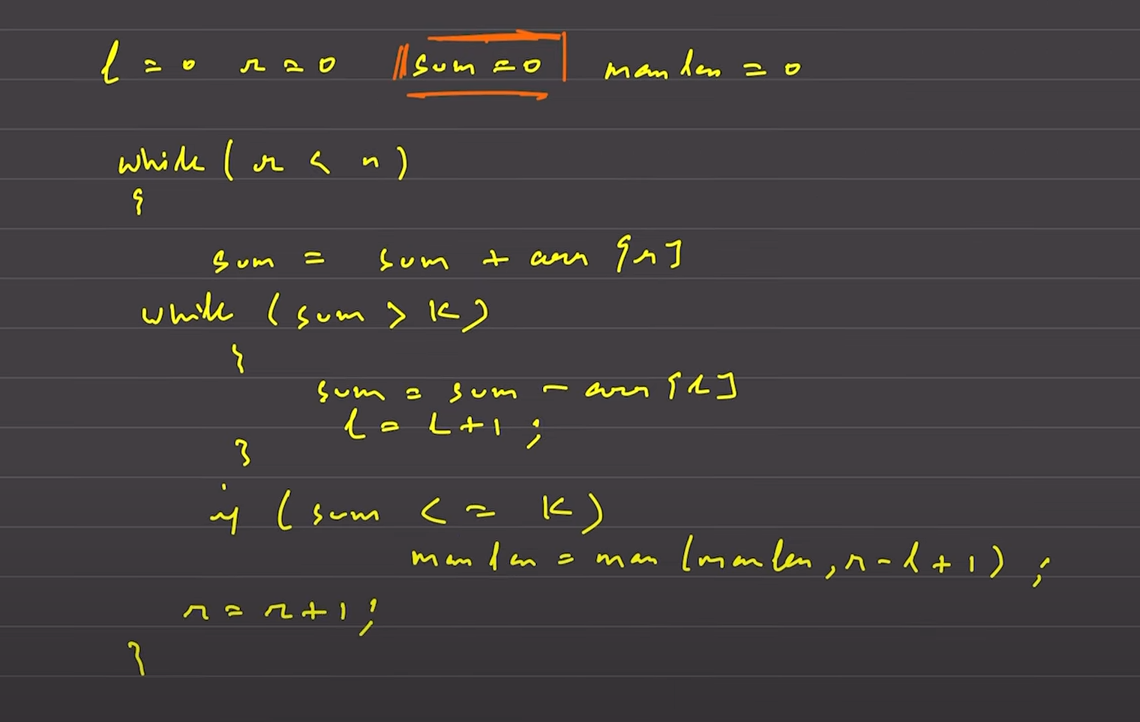 l = 0 r = 0 sum = 0 maxlen = 0
while ( r < n )
{
sum = sum + arr [r]
while ( sum > K )
{
sum = sum - arr [l]
l = l + 1 ;
}
if ( sum <= K )
maxlen = max (maxlen, r - l + 1) ;
r = r + 1 ;
}